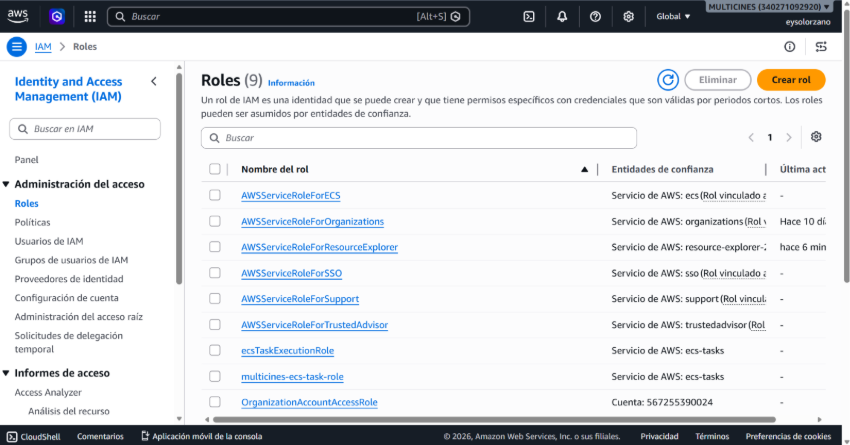 aws
Buscar
[Alt+S]
Global
MULTICINES (340271092920)
eysolorzano
IAM > Roles
Identity and Access Management (IAM)
Buscar en IAM
Panel
Administración del acceso
Roles
Políticas
Usuarios de IAM
Grupos de usuarios de IAM
Proveedores de identidad
Configuración de cuenta
Administración del acceso raíz
Solicitudes de delegación
temporal
Informes de acceso
Access Analyzer
Análisis del recurso
Roles (9) Información
Eliminar
Crear rol
Un rol de IAM es una identidad que se puede crear y que tiene permisos específicos con credenciales que son válidas por periodos cortos. Los roles
pueden ser asumidos por entidades de confianza.
Buscar
1
Nombre del rol Entidades de confianza Última act
AWSServiceRoleForECS Servicio de AWS: ecs (Rol vinculado a -
AWSServiceRoleForOrganizations Servicio de AWS: organizations (Rol v Hace 10 día
AWSServiceRoleForResourceExplorer Servicio de AWS: resource-explorer-2 hace 6 min
AWSServiceRoleForSSO Servicio de AWS: sso (Rol vinculado a -
AWSServiceRoleForSupport Servicio de AWS: support (Rol vincula -
AWSServiceRoleForTrustedAdvisor Servicio de AWS: trustedadvisor (Rol -
ecsTaskExecutionRole Servicio de AWS: ecs-tasks -
multicines-ecs-task-role Servicio de AWS: ecs-tasks -
OrganizationAccountAccessRole Cuenta: 567255390024 -
CloudShell Comentarios Aplicación móvil de la consola © 2026, Amazon Web Services, Inc. o sus filiales. Privacidad Términos Preferencias de cookies